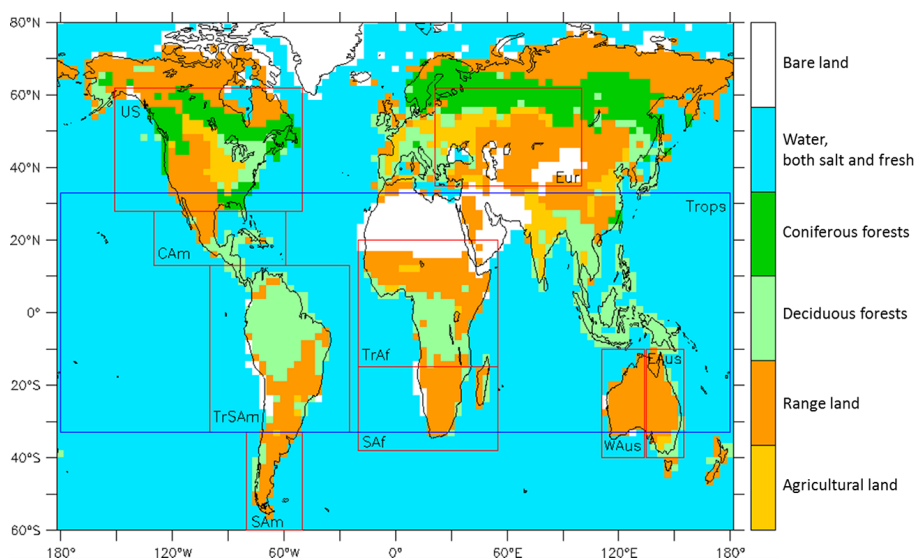 80°N
60°N
40°N
20°N
0°
20°S
40°S
60°S
180°
120°W
60°W
0°
60°E
120°E
180°
US
Eur
Trops
CAm
TrAf
EAus
TrSAm
SAf
WAus
SAm
Bare land
Water,
both salt and fresh
Coniferous forests
Deciduous forests
Range land
Agricultural land